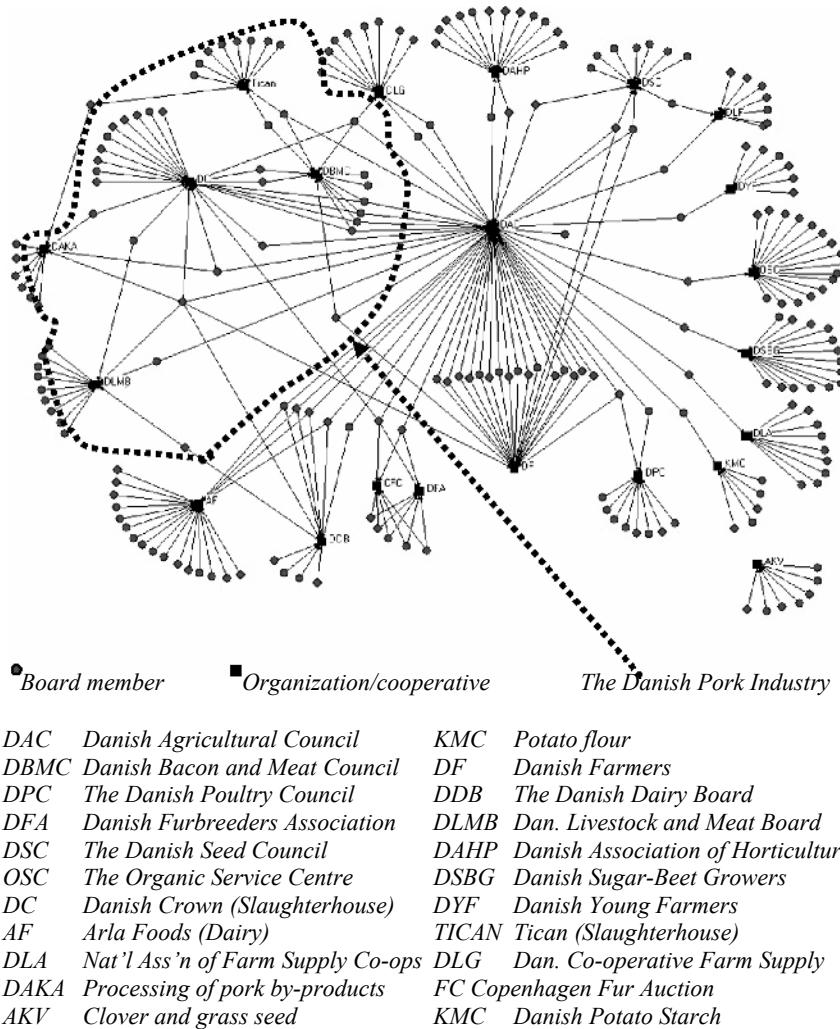 Tican
DLG
DAHP
DSC
DLF
DC
DBMC
DYF
DAC
DAKA
DSBG
DLMB
DLA
DF
KMC
DPC
CFC
DFA
AF
DDB
AKV
Board member Organization/cooperative The Danish Pork Industry
DAC Danish Agricultural Council KMC Potato flour
DBMC Danish Bacon and Meat Council DF Danish Farmers
DPC The Danish Poultry Council DDB The Danish Dairy Board
DFA Danish Furbreeders Association DLMB Dan. Livestock and Meat Board
DSC The Danish Seed Council DAHP Danish Association of Horticultur
OSC The Organic Service Centre DSBG Danish Sugar-Beet Growers
DC Danish Crown (Slaughterhouse) DYF Danish Young Farmers
AF Arla Foods (Dairy) TICAN Tican (Slaughterhouse)
DLA Nat'l Ass'n of Farm Supply Co-ops DLG Dan. Co-operative Farm Supply
DAKA Processing of pork by-products FC Copenhagen Fur Auction
AKV Clover and grass seed KMC Danish Potato Starch